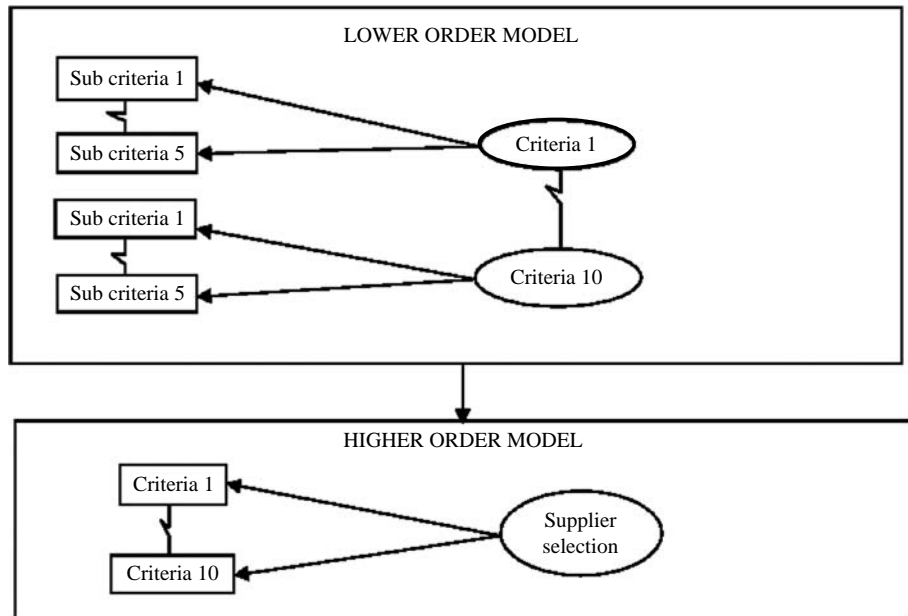 LOWER ORDER MODEL
Sub criteria 1
Sub criteria 5
Criteria 1
Sub criteria 1
Sub criteria 5
Criteria 10
HIGHER ORDER MODEL
Criteria 1
Criteria 10
Supplier
selection